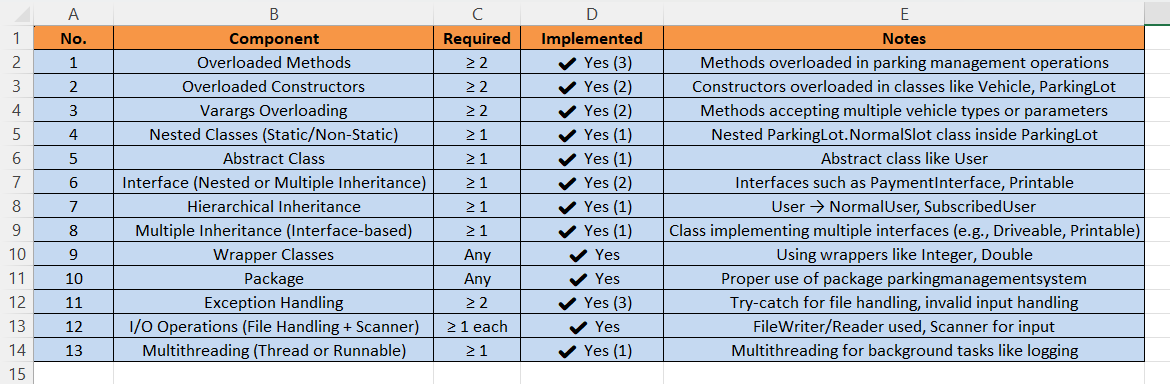 A B C D E
1 No. Component Required Implemented Notes
2 1 Overloaded Methods ≥ 2 ✔ Yes (3) Methods overloaded in parking management operations
3 2 Overloaded Constructors ≥ 2 ✔ Yes (2) Constructors overloaded in classes like Vehicle, ParkingLot
4 3 Varargs Overloading ≥ 2 ✔ Yes (2) Methods accepting multiple vehicle types or parameters
5 4 Nested Classes (Static/Non-Static) ≥ 1 ✔ Yes (1) Nested ParkingLot.NormalSlot class inside ParkingLot
6 5 Abstract Class ≥ 1 ✔ Yes (1) Abstract class like User
7 6 Interface (Nested or Multiple Inheritance) ≥ 1 ✔ Yes (2) Interfaces such as PaymentInterface, Printable
8 7 Hierarchical Inheritance ≥ 1 ✔ Yes (1) User → NormalUser, SubscribedUser
9 8 Multiple Inheritance (Interface-based) ≥ 1 ✔ Yes (1) Class implementing multiple interfaces (e.g., Driveable, Printable)
10 9 Wrapper Classes Any ✔ Yes Using wrappers like Integer, Double
11 10 Package Any ✔ Yes Proper use of package parkingmanagementsystem
12 11 Exception Handling ≥ 2 ✔ Yes (3) Try-catch for file handling, invalid input handling
13 12 I/O Operations (File Handling + Scanner) ≥ 1 each ✔ Yes FileWriter/Reader used, Scanner for input
14 13 Multithreading (Thread or Runnable) ≥ 1 ✔ Yes (1) Multithreading for background tasks like logging
15